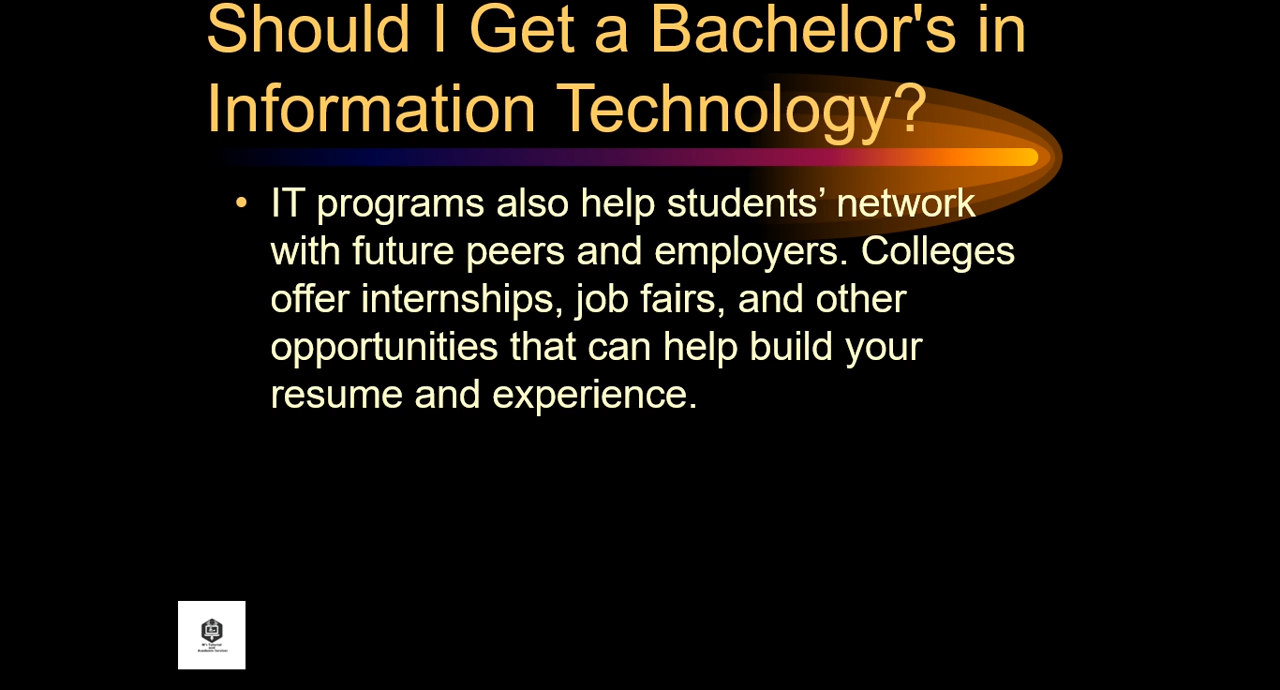 Should I Get a Bachelor's in
Information Technology?
• IT programs also help students’ network
with future peers and employers. Colleges
offer internships, job fairs, and other
opportunities that can help build your
resume and experience.